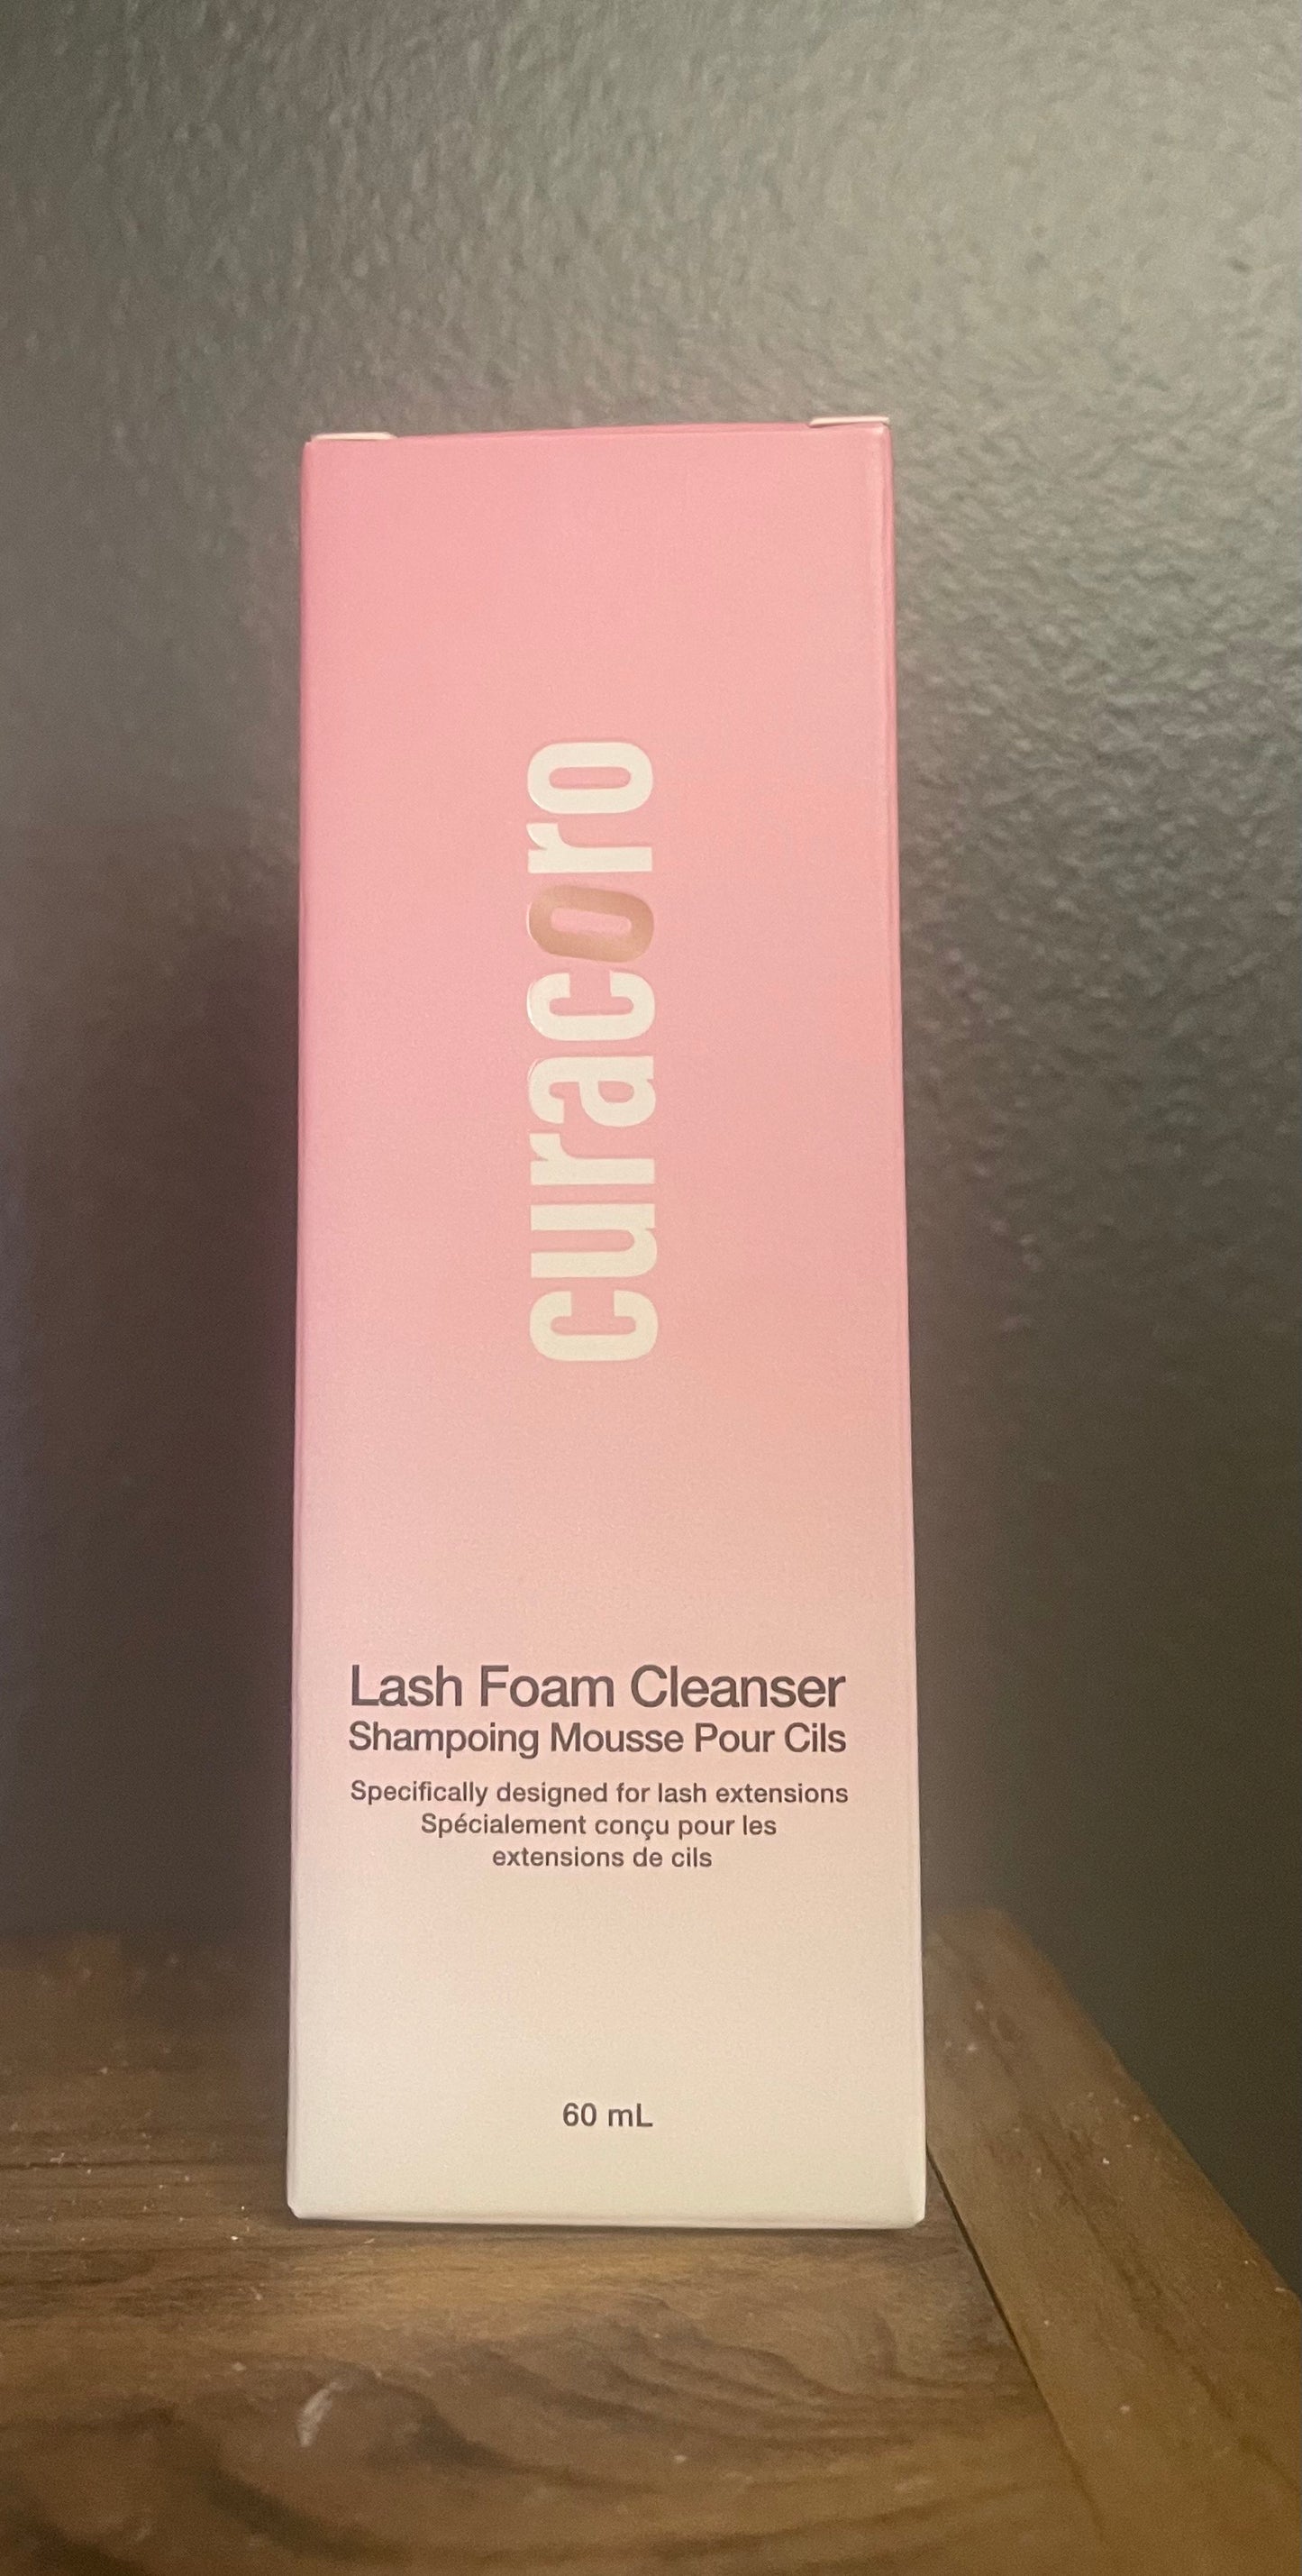 curacoro
Lash Foam Cleanser
Shampoing Mousse Pour Cils
Specifically designed for lash extensions
Spécialement conçu pour les
extensions de cils
60 mL